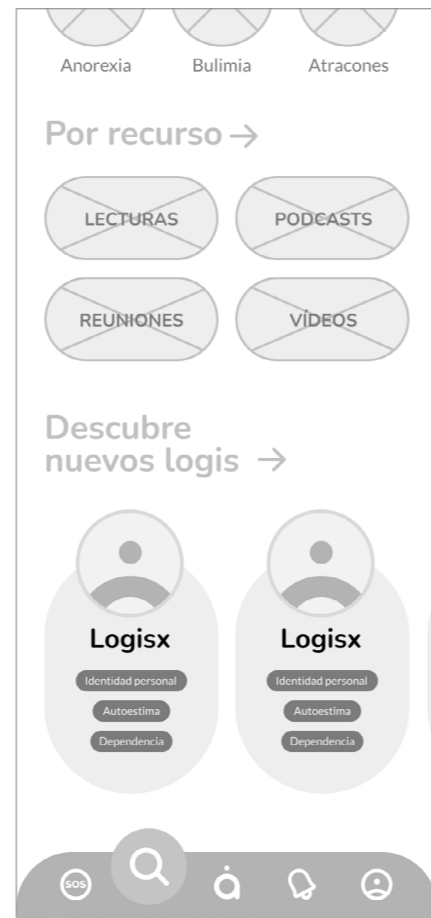 Anorexia Bulimia Atracones
Por recurso
LECTURAS PODCASTS
REUNIONES VÍDEOS
Descubre
nuevos logis
Logisx Logisx
Identidad personal Identidad personal
Autoestima Autoestima
Dependencia Dependencia
SOS